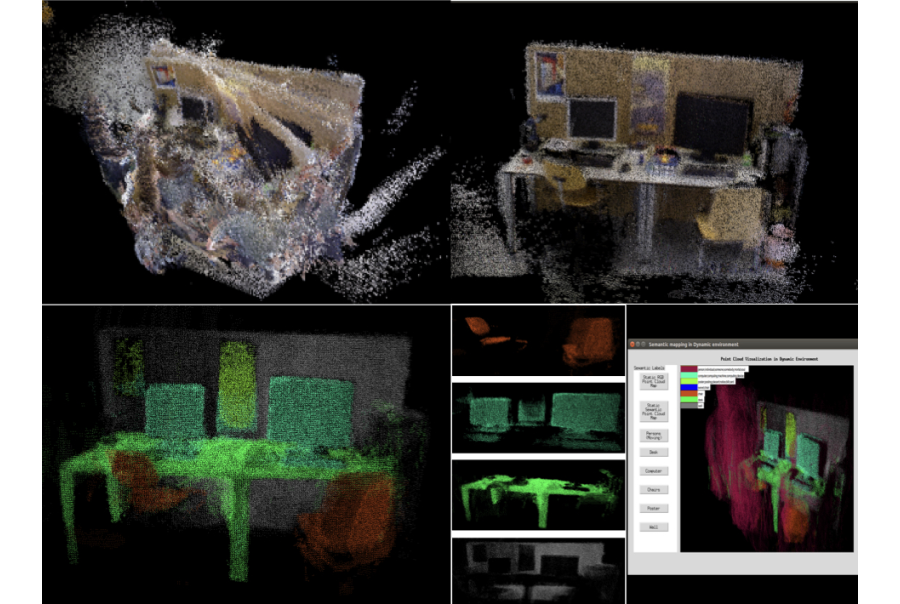 Semantic mapping in Dynamic environment
Point Cloud Visualization in Dynamic Environment
Semantic Labels
Static RGB
Point Cloud
Map
Static
Semantic
Point Cloud
Map
Persons
(Moving)
Desk
Computer
Chairs
Poster
Wall